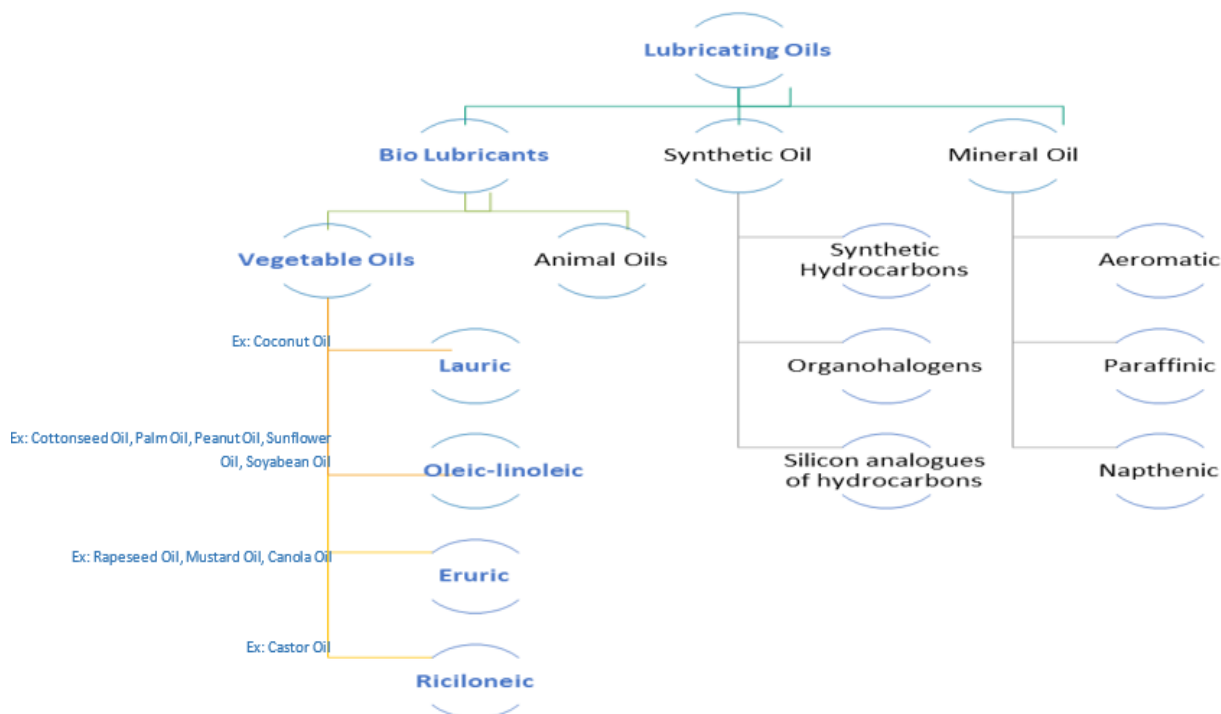 Lubricating Oils
Bio Lubricants
Synthetic Oil
Mineral Oil
Vegetable Oils
Animal Oils
Synthetic
Hydrocarbons
Aeromatic
Ex: Coconut Oil
Lauric
Organohalogens
Paraffinic
Ex: Cottonseed Oil, Palm Oil, Peanut Oil, Sunflower
Oil, Soyabean Oil
Oleic-linoleic
Silicon analogues
of hydrocarbons
Napthenic
Ex: Rapeseed Oil, Mustard Oil, Canola Oil
Eruric
Ex: Castor Oil
Riciloneic